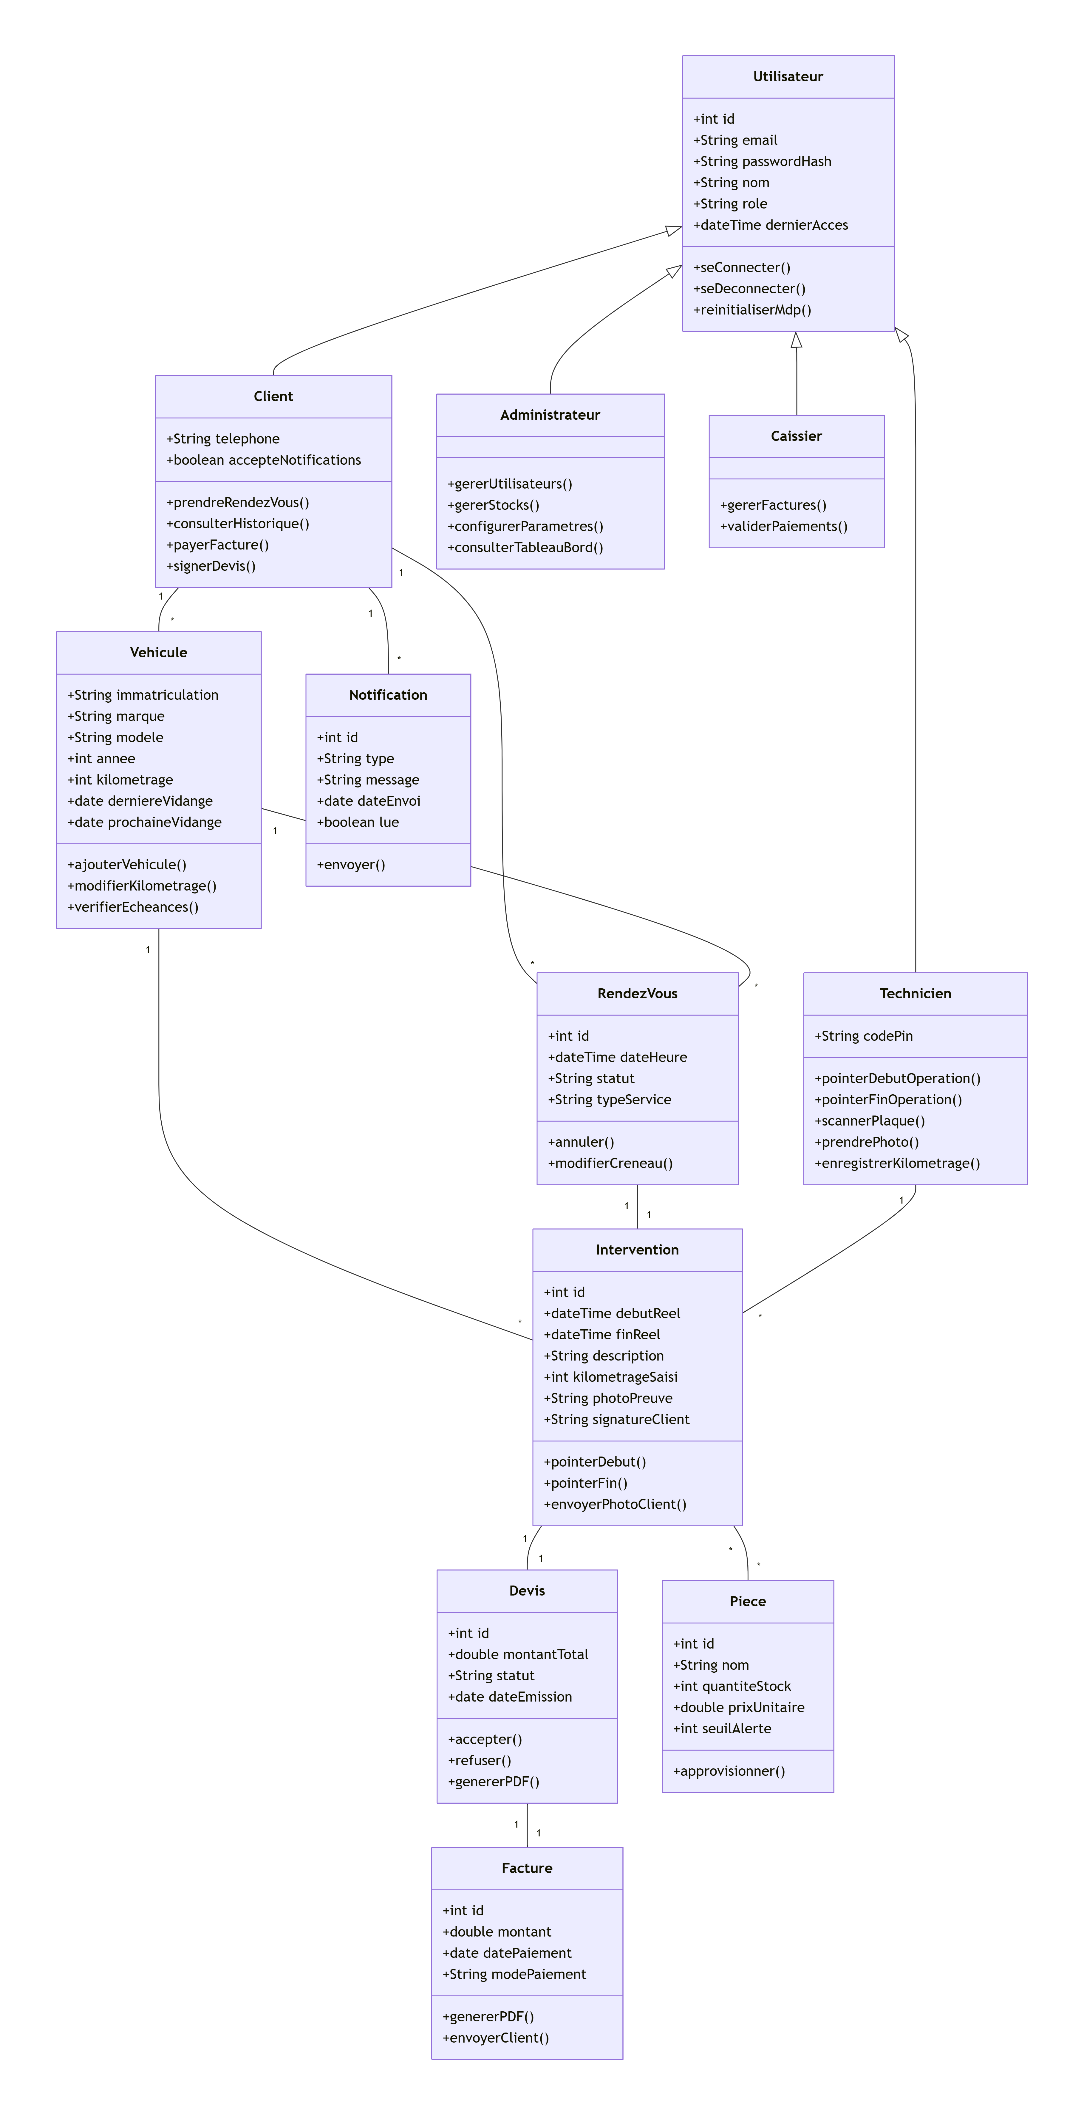 Utilisateur
+int id
+String email
+String passwordHash
+String nom
+String role
+dateTime dernierAcces
+seConnecter()
+seDeconnecter()
+reinitialiserMdp()
Client
+String telephone
+boolean accepteNotifications
+prendreRendezVous()
+consulterHistorique()
+payerFacture()
+signerDevis()
Administrateur
+gererUtilisateurs()
+gererStocks()
+configurerParametres()
+consulterTableauBord()
Caissier
+gererFactures()
+validerPaiements()
1
*
1
*
1
*
Vehicule
+String immatriculation
+String marque
+String modele
+int annee
+int kilometrage
+date derniereVidange
+date prochaineVidange
+ajouterVehicule()
+modifierKilometrage()
+verifierEcheances()
Notification
+int id
+String type
+String message
+date dateEnvoi
+boolean lue
+envoyer()
1
*
1
*
RendezVous
+int id
+dateTime dateHeure
+String statut
+String typeService
+annuler()
+modifierCreneau()
Technicien
+String codePin
+pointerDebutOperation()
+pointerFinOperation()
+scannerPlaque()
+prendrePhoto()
+enregistrerKilometrage()
1
1
1
*
Intervention
+int id
+dateTime debutReel
+dateTime finReel
+String description
+int kilometrageSaisi
+String photoPreuve
+String signatureClient
+pointerDebut()
+pointerFin()
+envoyerPhotoClient()
1
1
*
*
Devis
+int id
+double montantTotal
+String statut
+date dateEmission
+accepter()
+refuser()
+genererPDF()
Piece
+int id
+String nom
+int quantiteStock
+double prixUnitaire
+int seuilAlerte
+approvisionner()
1
1
Facture
+int id
+double montant
+date datePaiement
+String modePaiement
+genererPDF()
+envoyerClient()